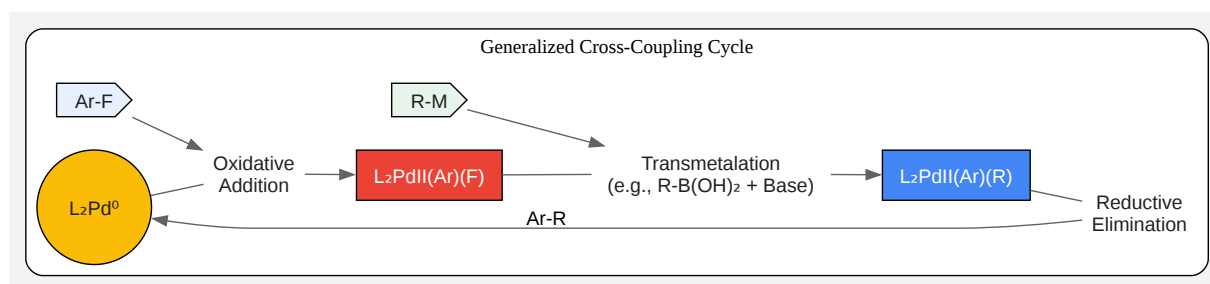 Generalized Cross-Coupling Cycle
Ar-F
R-M
Oxidative
Addition
L₂PdII(Ar)(F)
Transmetalation
(e.g., R-B(OH)₂ + Base)
L₂PdII(Ar)(R)
L₂Pd⁰
Reductive
Elimination
Ar-R